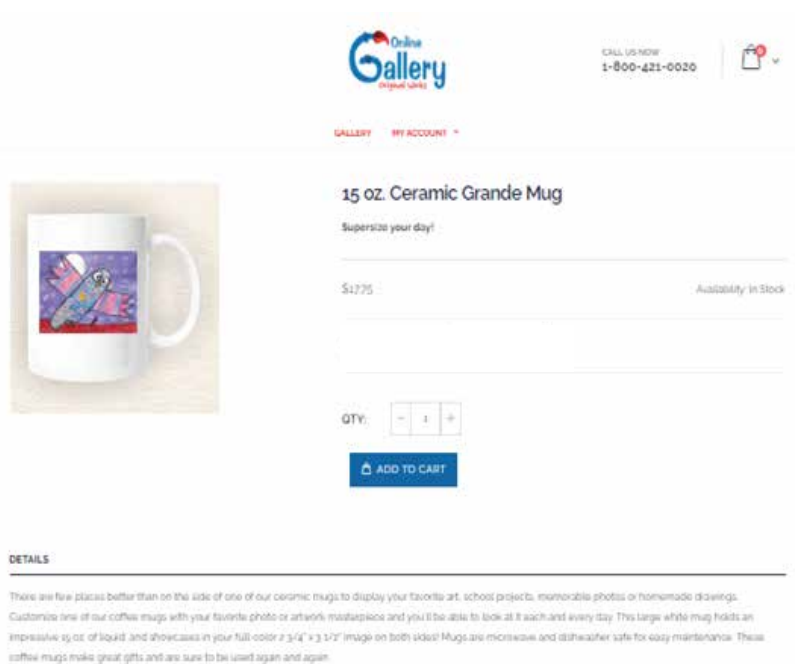 Online
Gallery
Original Works
CALL US NOW
1-800-421-0020
0
GALLERY MY ACCOUNT
15 oz. Ceramic Grande Mug
Supersize your day!
$17.75
Availability: In Stock
QTY: - 1 +
ADD TO CART
DETAILS
There are few places better than on the side of one of our ceramic mugs to display your favorite art, school projects, memorable photos or homemade drawings.
Customize one of our coffee mugs with your favorite photo or artwork masterpiece and you'll be able to look at it each and every day. This large white mug holds an
impressive 15 oz. of liquid and showcases in your full color 2 3/4" x 3 1/2" image on both sides! Mugs are microwave and dishwasher safe for easy maintenance. These
coffee mugs make great gifts and are sure to be used again and again.